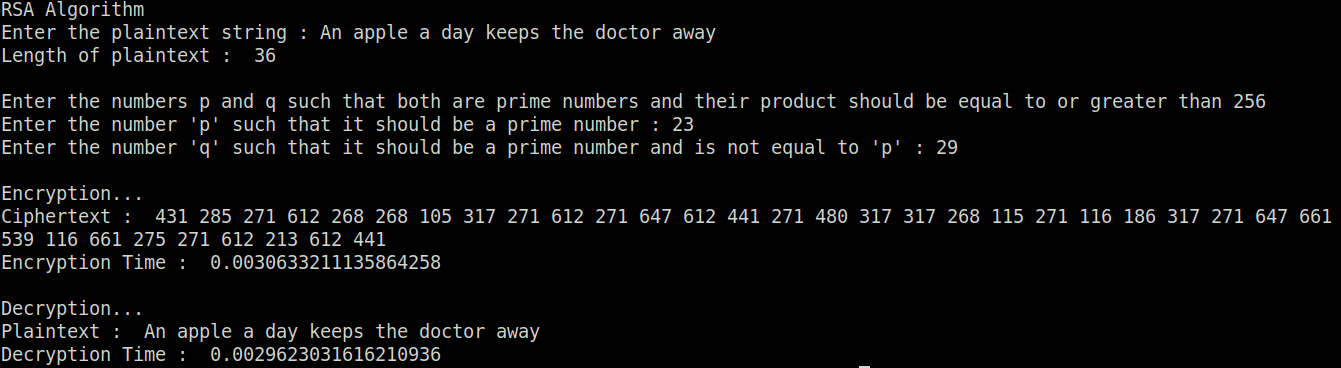 RSA Algorithm
Enter the plaintext string : An apple a day keeps the doctor away
Length of plaintext :  36
Enter the numbers p and q such that both are prime numbers and their product should be equal to or greater than 256
Enter the number 'p' such that it should be a prime number : 23
Enter the number 'q' such that it should be a prime number and is not equal to 'p' : 29
Encryption...
Ciphertext :  431 285 271 612 268 268 105 317 271 612 271 647 612 441 271 480 317 317 268 115 271 116 186 317 271 647 661
539 116 661 275 271 612 213 612 441
Encryption Time :  0.0030633211135864258
Decryption...
Plaintext :  An apple a day keeps the doctor away
Decryption Time :  0.0029623031616210936